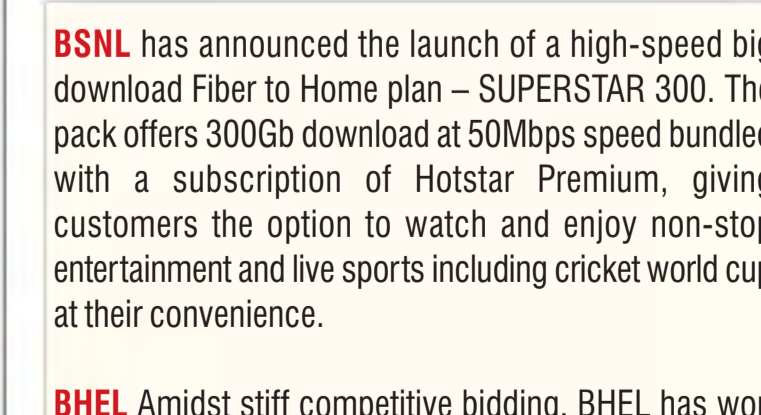 BSNL has announced the launch of a high-speed big
download Fiber to Home plan – SUPERSTAR 300. The
pack offers 300Gb download at 50Mbps speed bundled
with a subscription of Hotstar Premium, giving
customers the option to watch and enjoy non-stop
entertainment and live sports including cricket world cup
at their convenience.
BHEL Amidst stiff competitive bidding, BHEL has won